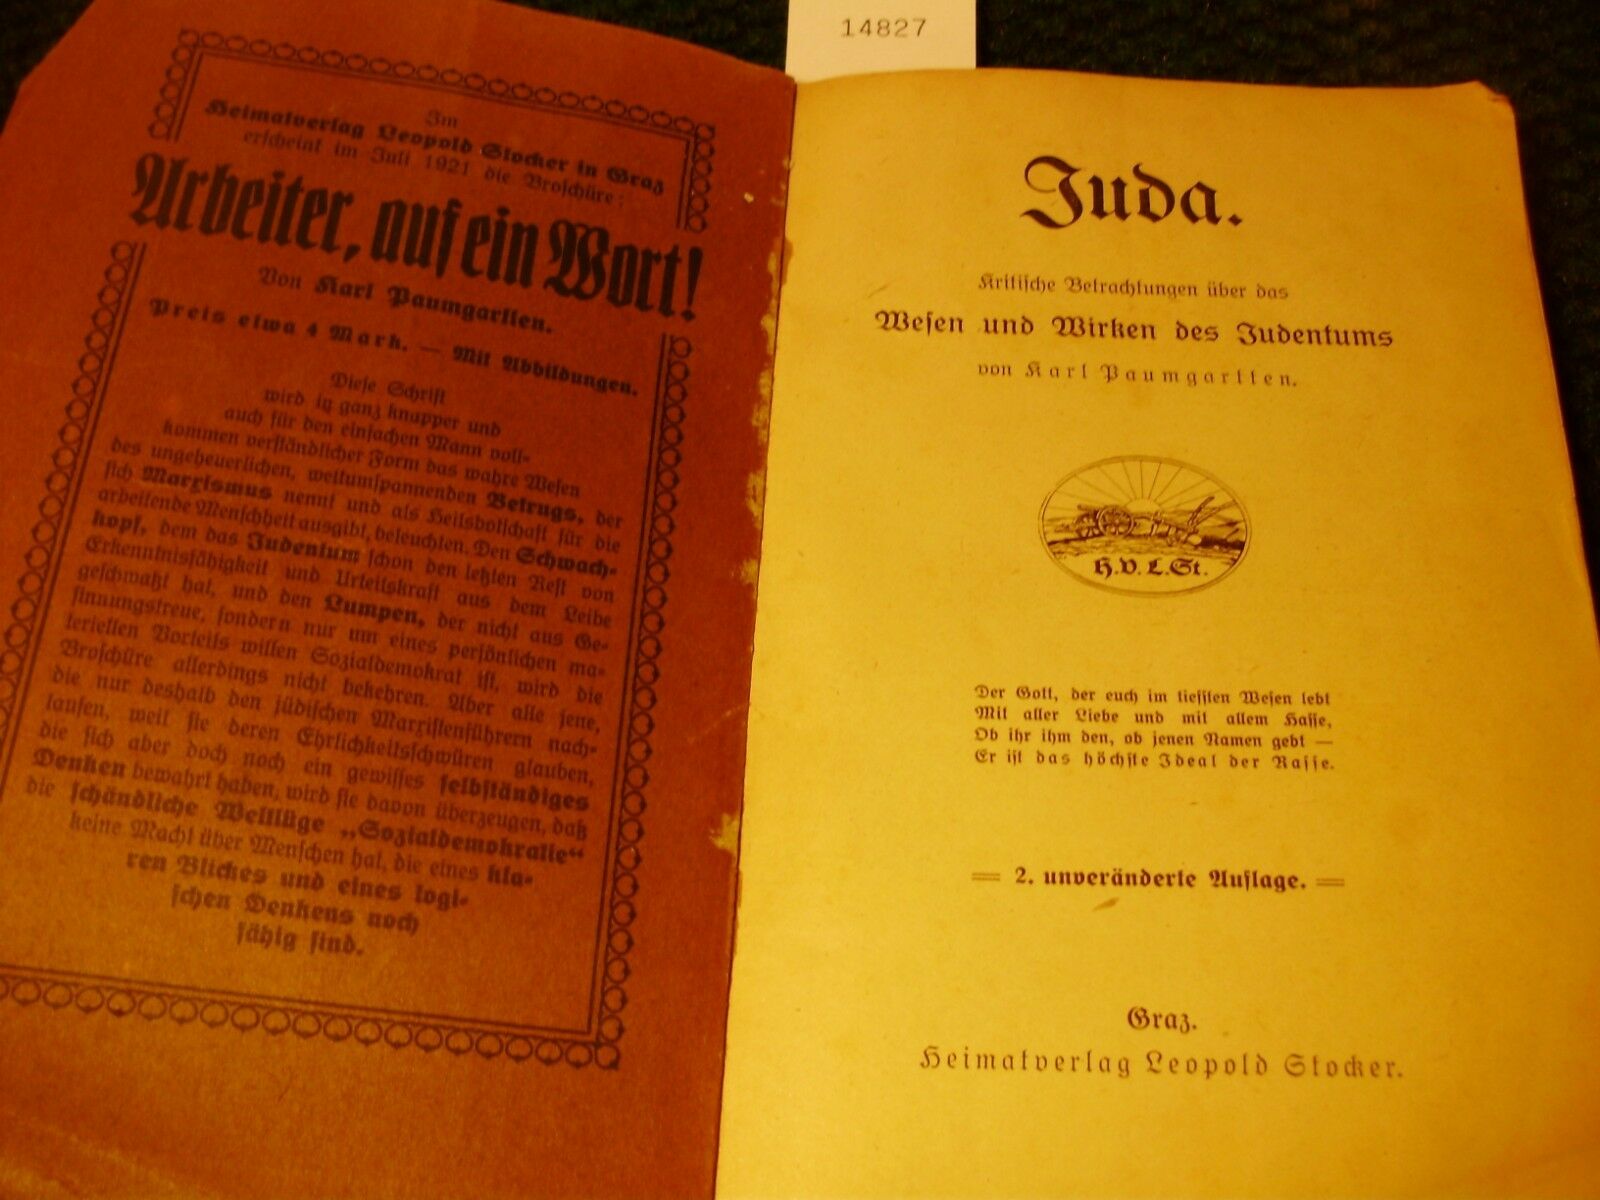 14827
Im
Heimatverlag Leopold Stocker in Graz
erscheint im Juli 1921 die Broschüre:
Arbeiter, auf ein Wort!
Von Karl Paumgartten.
Preis etwa 4 Mark. — Mit Abbildungen.
Diese Schrift
wird in ganz knapper und
auch für den einfachen Mann voll-
kommen verständlicher Form das wahre Wesen
des ungeheuerlichen, weltumspannenden Betrugs, der
sich Marxismus nennt und als Heilsbotschaft für die
arbeitende Menschheit ausgibt, beleuchten. Den Schwach-
kopf, dem das Judentum schon den letzten Rest von
Erkenntnisfähigkeit und Urteilskraft aus dem Leibe
geschwatzt hat, und den Lumpen, der nicht aus Ge-
sinnungstreue, sondern nur um eines persönlichen ma-
teriellen Vorteils willen Sozialdemokrat ist, wird die
Broschüre allerdings nicht bekehren. Aber alle jene,
die nur deshalb den jüdischen Marxistenführern nach-
laufen, weil sie deren Ehrlichkeitsschwüren glauben,
die sich aber doch noch ein gewisses selbständiges
Denken bewahrt haben, wird sie davon überzeugen, daß
die schändliche Weltlüge „Sozialdemokratie“
keine Macht über Menschen hat, die eines kla-
ren Blickes und eines logi-
schen Denkens noch
fähig sind.
Juda.
Kritische Betrachtungen über das
Wesen und Wirken des Judentums
von Karl Paumgartten.
H.V.L.St.
Der Gott, der euch im tiefsten Wesen lebt
Mit aller Liebe und mit allem Hasse,
Ob ihr ihm den, ob jenen Namen gebt —
Er ist das höchste Ideal der Rasse.
2. unveränderte Auflage.
Graz.
Heimatverlag Leopold Stocker.